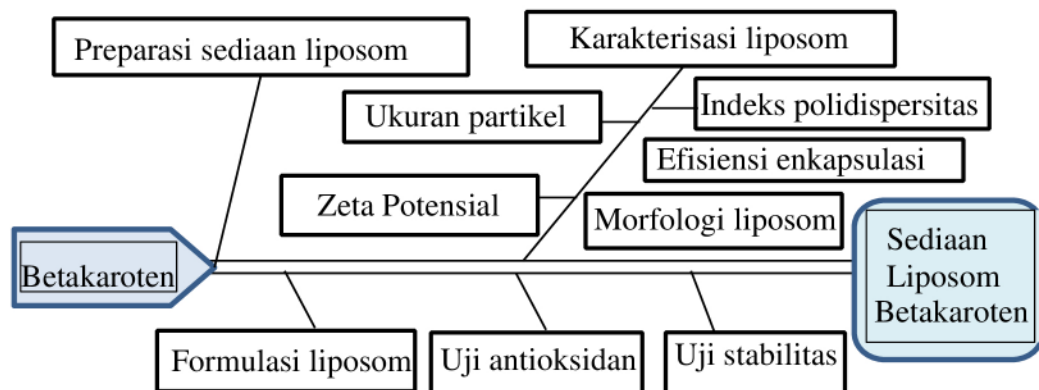 Preparasi sediaan liposom
Karakterisasi liposom
Ukuran partikel
Indeks polidispersitas
Efisiensi enkapsulasi
Zeta Potensial
Morfologi liposom
Betakaroten
Sediaan
Liposom
Betakaroten
Formulasi liposom
Uji antioksidan
Uji stabilitas